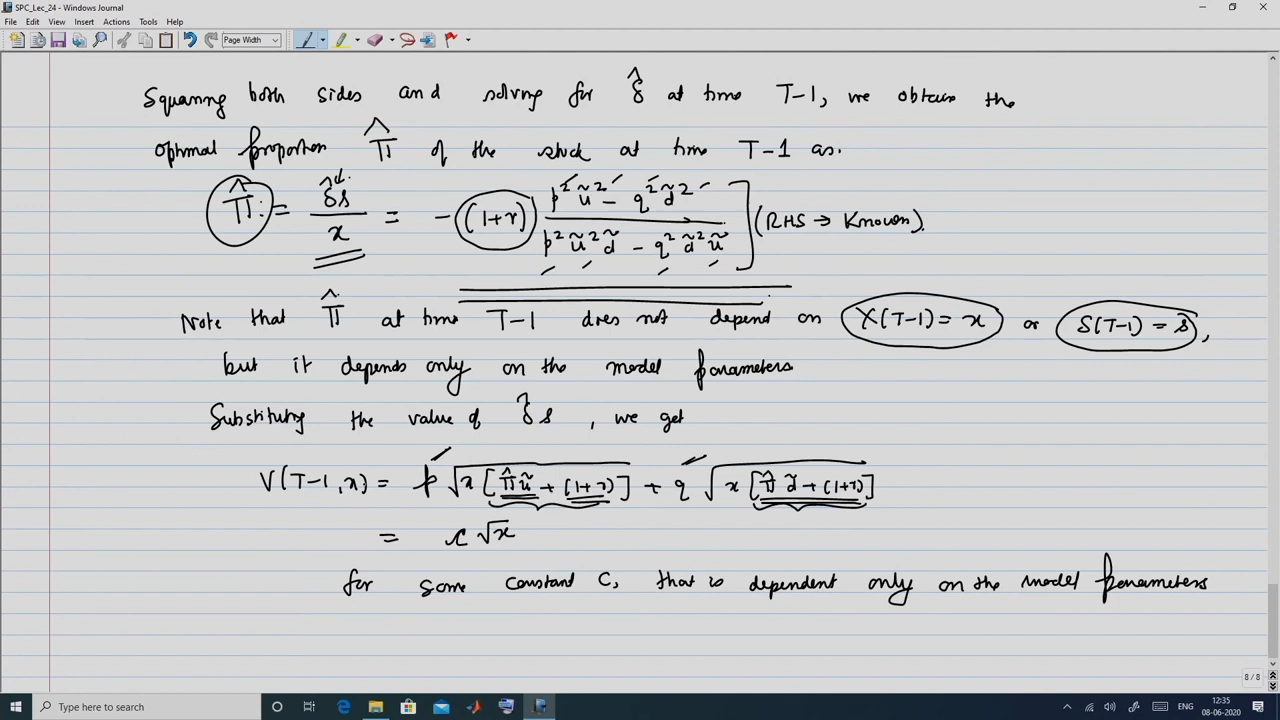 SPC_Lec_24 - Windows Journal
File Edit View Insert Actions Tools Help
Page Width
Squaring both sides and solving for δ̂ at time T-1, we obtain the
optimal proportion Π̂ of the stock at time T-1 as.
Π̂ := δ̂s/x = -(1+r) (p²ũ² - q²d̃²)/(p²ũ²d̃ - q²d̃²ũ) ] (RHS → Known).
Note that Π̂ at time T-1 does not depend on X(T-1) = x or S(T-1) = s,
but it depends only on the model parameters
Substituting the value of δ̂s, we get
V(T-1,x) = p √x[Π̂ũ + (1+r)] + q √x[Π̂d̃ + (1+r)]
= c√x
for some constant C, that is dependent only on the model parameters
8 / 8
Type here to search
ENG
12:35
08-06-2020